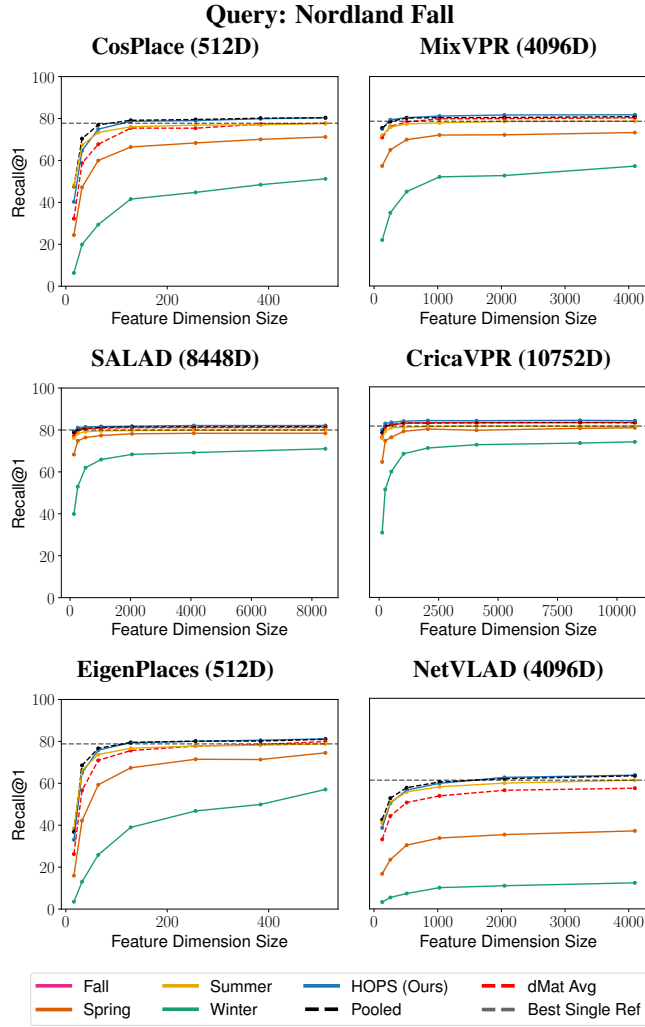 Query: Nordland Fall
CosPlace (512D)
MixVPR (4096D)
100
80
60
40
20
0
Recall@1
0 200 400
Feature Dimension Size
0 1000 2000 3000 4000
Feature Dimension Size
SALAD (8448D)
CricaVPR (10752D)
100
80
60
40
20
0
Recall@1
0 2000 4000 6000 8000
Feature Dimension Size
0 2500 5000 7500 10000
Feature Dimension Size
EigenPlaces (512D)
NetVLAD (4096D)
100
80
60
40
20
0
Recall@1
0 200 400
Feature Dimension Size
0 1000 2000 3000 4000
Feature Dimension Size
Fall Summer HOPS (Ours) dMat Avg
Spring Winter Pooled Best Single Ref